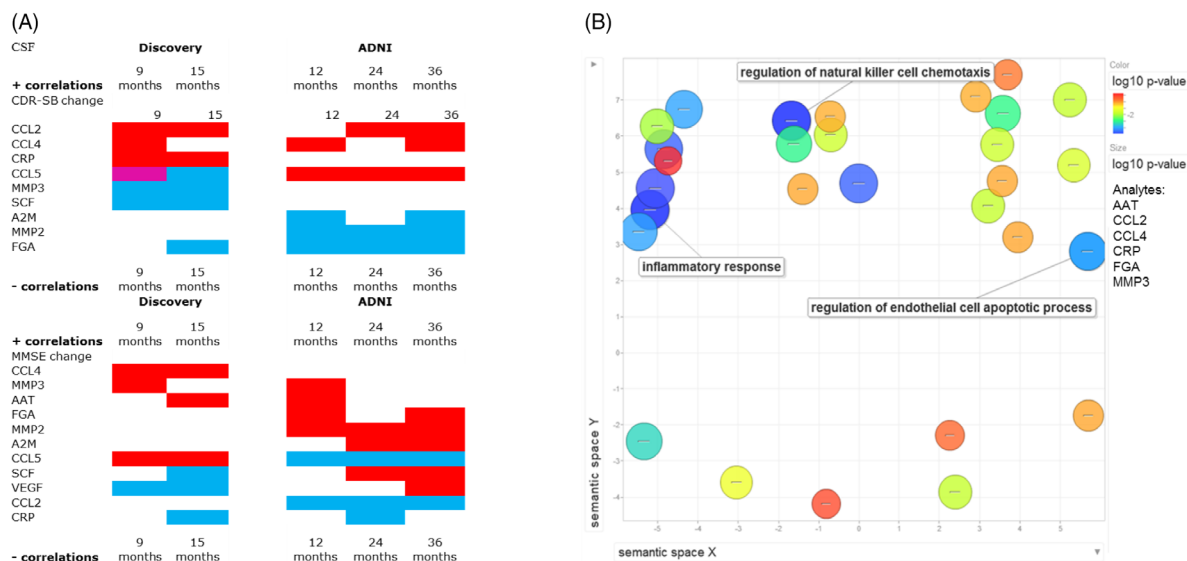 (A)
CSF Discovery ADNI
9 15 12 24 36
+ correlations months months months months months
CDR-SB change
9 15 12 24 36
CCL2
CCL4
CRP
CCL5
MMP3
SCF
A2M
MMP2
FGA
9 15 12 24 36
- correlations months months months months months
Discovery ADNI
9 15 12 24 36
+ correlations months months months months months
MMSE change
CCL4
MMP3
AAT
FGA
MMP2
A2M
CCL5
SCF
VEGF
CCL2
CRP
9 15 12 24 36
- correlations months months months months months
(B)
regulation of natural killer cell chemotaxis
inflammatory response
regulation of endothelial cell apoptotic process
7
6
5
4
3
2
1
0
-1
-2
-3
-4
semantic space Y
-5 -4 -3 -2 -1 0 1 2 3 4 5
semantic space X
Color
log10 p-value
-2
Size
log10 p-value
Analytes:
AAT
CCL2
CCL4
CRP
FGA
MMP3